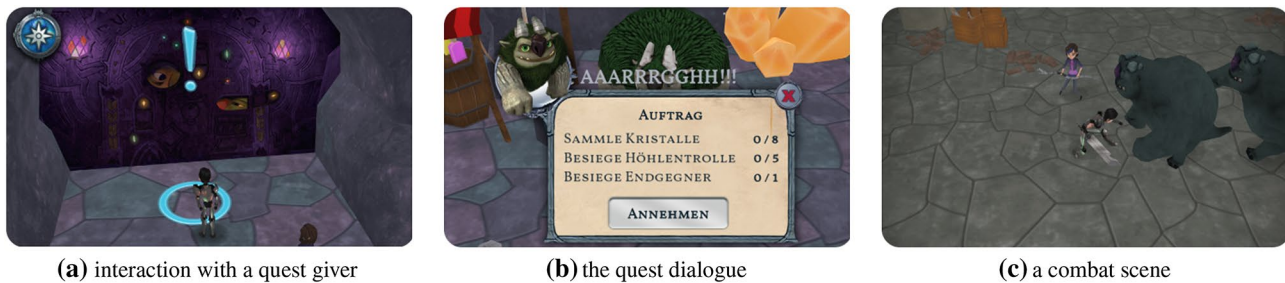 !
AAARRRGGHH!!!
X
AUFTRAG
SAMMLE KRISTALLE 0/8
BESIEGE HÖHLENTROLLE 0/5
BESIEGE ENDGEGNER 0/1
ANNEHMEN
(a) interaction with a quest giver
(b) the quest dialogue
(c) a combat scene